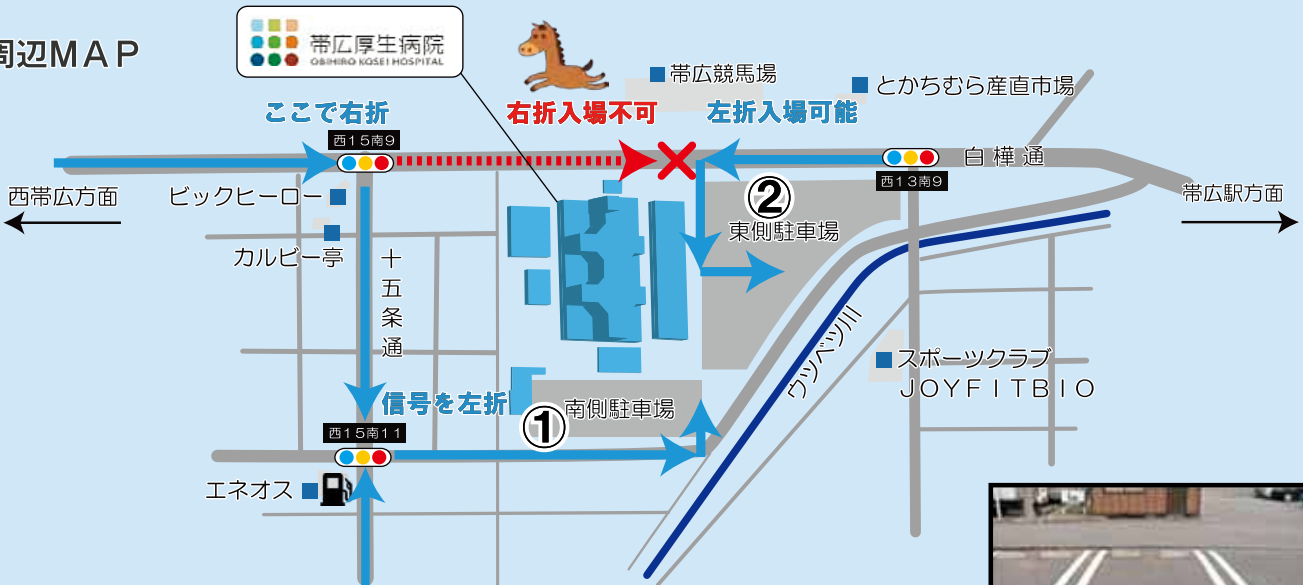 周辺MAP
帯広厚生病院
OBIHIRO KOSEI HOSPITAL
帯広競馬場
とかちむら産直市場
ここで右折
右折入場不可
左折入場可能
西15南9
白樺通
西13南9
西帯広方面
ビックヒーロー
帯広駅方面
②
東側駐車場
カルビー亭
十五条通
ウツベツ川
スポーツクラブ
JOYFITBIO
信号を左折
①
南側駐車場
西15南11
エネオス